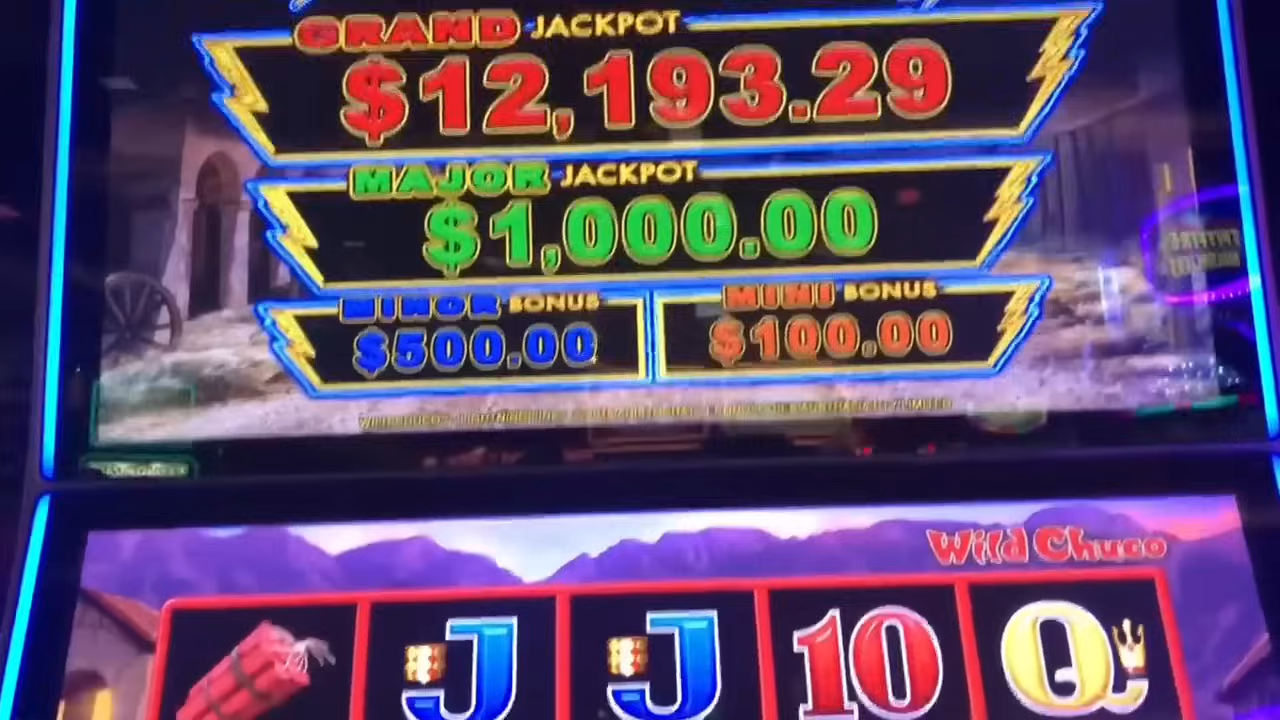 GRAND JACKPOT
$12,193.29
MAJOR JACKPOT
$1,000.00
MINOR BONUS
$500.00
MINI BONUS
$100.00
Wild Chuco
J
J
10
Q